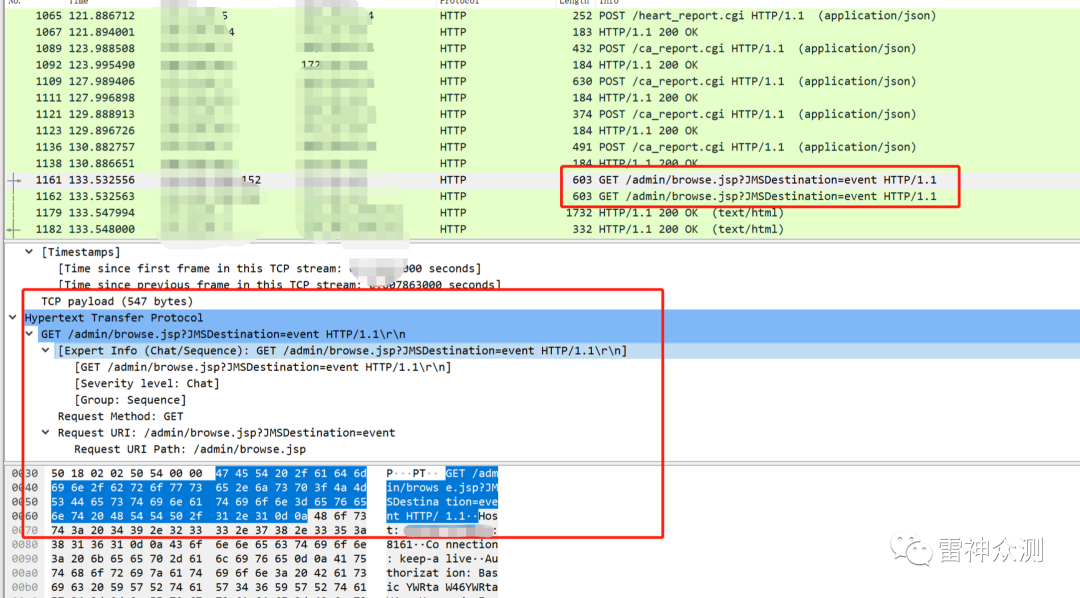 No. Time Protocol Length Info
1065 121.886712 5 4 HTTP 252 POST /heart_report.cgi HTTP/1.1 (application/json)
1067 121.894001 4 HTTP 183 HTTP/1.1 200 OK
1089 123.988508 HTTP 432 POST /ca_report.cgi HTTP/1.1 (application/json)
1092 123.995490 172 HTTP 184 HTTP/1.1 200 OK
1109 127.989406 HTTP 630 POST /ca_report.cgi HTTP/1.1 (application/json)
1111 127.996898 HTTP 184 HTTP/1.1 200 OK
1121 129.888913 HTTP 374 POST /ca_report.cgi HTTP/1.1 (application/json)
1123 129.896726 HTTP 184 HTTP/1.1 200 OK
1136 130.882757 HTTP 491 POST /ca_report.cgi HTTP/1.1 (application/json)
1138 130.886651 HTTP 184 HTTP/1.1 200 OK
1161 133.532556 152 HTTP 603 GET /admin/browse.jsp?JMSDestination=event HTTP/1.1
1162 133.532563 HTTP 603 GET /admin/browse.jsp?JMSDestination=event HTTP/1.1
1179 133.547994 HTTP 1732 HTTP/1.1 200 OK (text/html)
1182 133.548000 HTTP 332 HTTP/1.1 200 OK (text/html)
[Timestamps]
[Time since first frame in this TCP stream: 000 seconds]
[Time since previous frame in this TCP stream: 0.007863000 seconds]
TCP payload (547 bytes)
Hypertext Transfer Protocol
GET /admin/browse.jsp?JMSDestination=event HTTP/1.1\r\n
[Expert Info (Chat/Sequence): GET /admin/browse.jsp?JMSDestination=event HTTP/1.1\r\n]
[GET /admin/browse.jsp?JMSDestination=event HTTP/1.1\r\n]
[Severity level: Chat]
[Group: Sequence]
Request Method: GET
Request URI: /admin/browse.jsp?JMSDestination=event
Request URI Path: /admin/browse.jsp
0030 50 18 02 02 50 54 00 00 47 45 54 20 2f 61 64 6d P···PT·· GET /adm
0040 69 6e 2f 62 72 6f 77 73 65 2e 6a 73 70 3f 4a 4d in/brows e.jsp?JM
0050 53 44 65 73 74 69 6e 61 74 69 6f 6e 3d 65 76 65 SDestina tion=eve
0060 6e 74 20 48 54 54 50 2f 31 2e 31 0d 0a 48 6f 73 nt HTTP/ 1.1··Hos
0070 74 3a 20 34 39 2e 32 33 33 2e 37 38 2e 33 35 3a t: :
0080 38 31 36 31 0d 0a 43 6f 6e 6e 65 63 74 69 6f 6e 8161··Co nnection
0090 3a 20 6b 65 65 70 2d 61 6c 69 76 65 0d 0a 41 75 : keep-a live··Au
00a0 74 68 6f 72 69 7a 61 74 69 6f 6e 3a 20 42 61 73 thorizat ion: Bas
00b0 69 63 20 59 57 52 74 61 57 34 36 59 57 52 74 61 ic YWRta W46YWRta
雷神众测